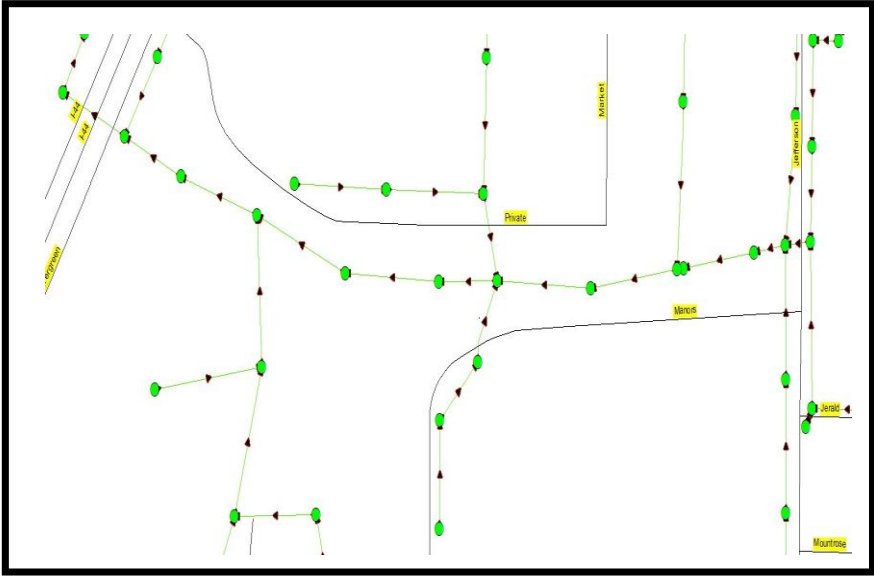 I-44
I-44
Market
Jefferson
Private
ergreen
Manors
Jerald
Mountrose